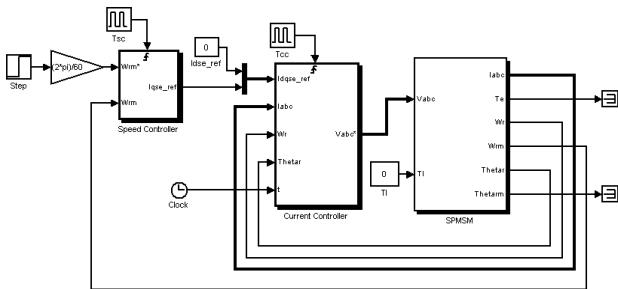 Tsc
Tcc
0
Idse_ref
Step
(2*pi)/60
Wrm*
Wrm
Iqse_ref
Speed Controller
Idqse_ref
Iabc
Wr
Thetar
t
Vabc*
Current Controller
Clock
0
Tl
Vabc
Tl
Iabc
Te
Wr
Wrm
Thetar
Thetarm
SPMSM